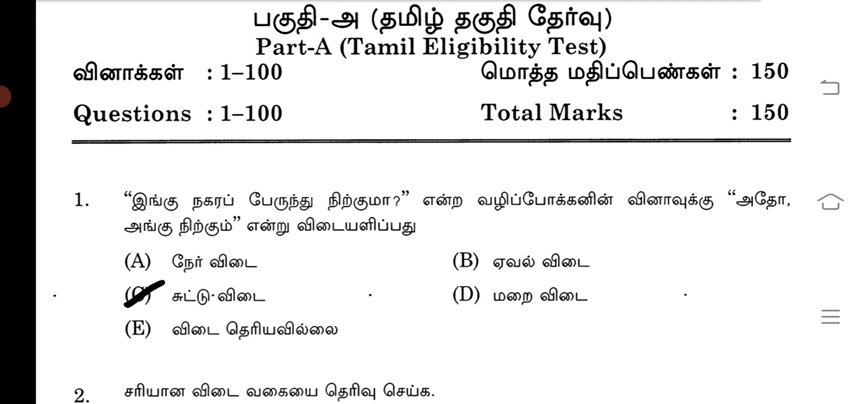 பகுதி-அ (தமிழ் தகுதி தேர்வு)
Part-A (Tamil Eligibility Test)
வினாக்கள் : 1–100 மொத்த மதிப்பெண்கள் : 150
Questions : 1–100 Total Marks : 150
1. “இங்கு நகரப் பேருந்து நிற்குமா?” என்ற வழிப்போக்கனின் வினாவுக்கு “அதோ,
அங்கு நிற்கும்” என்று விடையளிப்பது
(A) நேர் விடை (B) ஏவல் விடை
(C) சுட்டு விடை (D) மறை விடை
(E) விடை தெரியவில்லை
2. சரியான விடை வகையை தெரிவு செய்க.